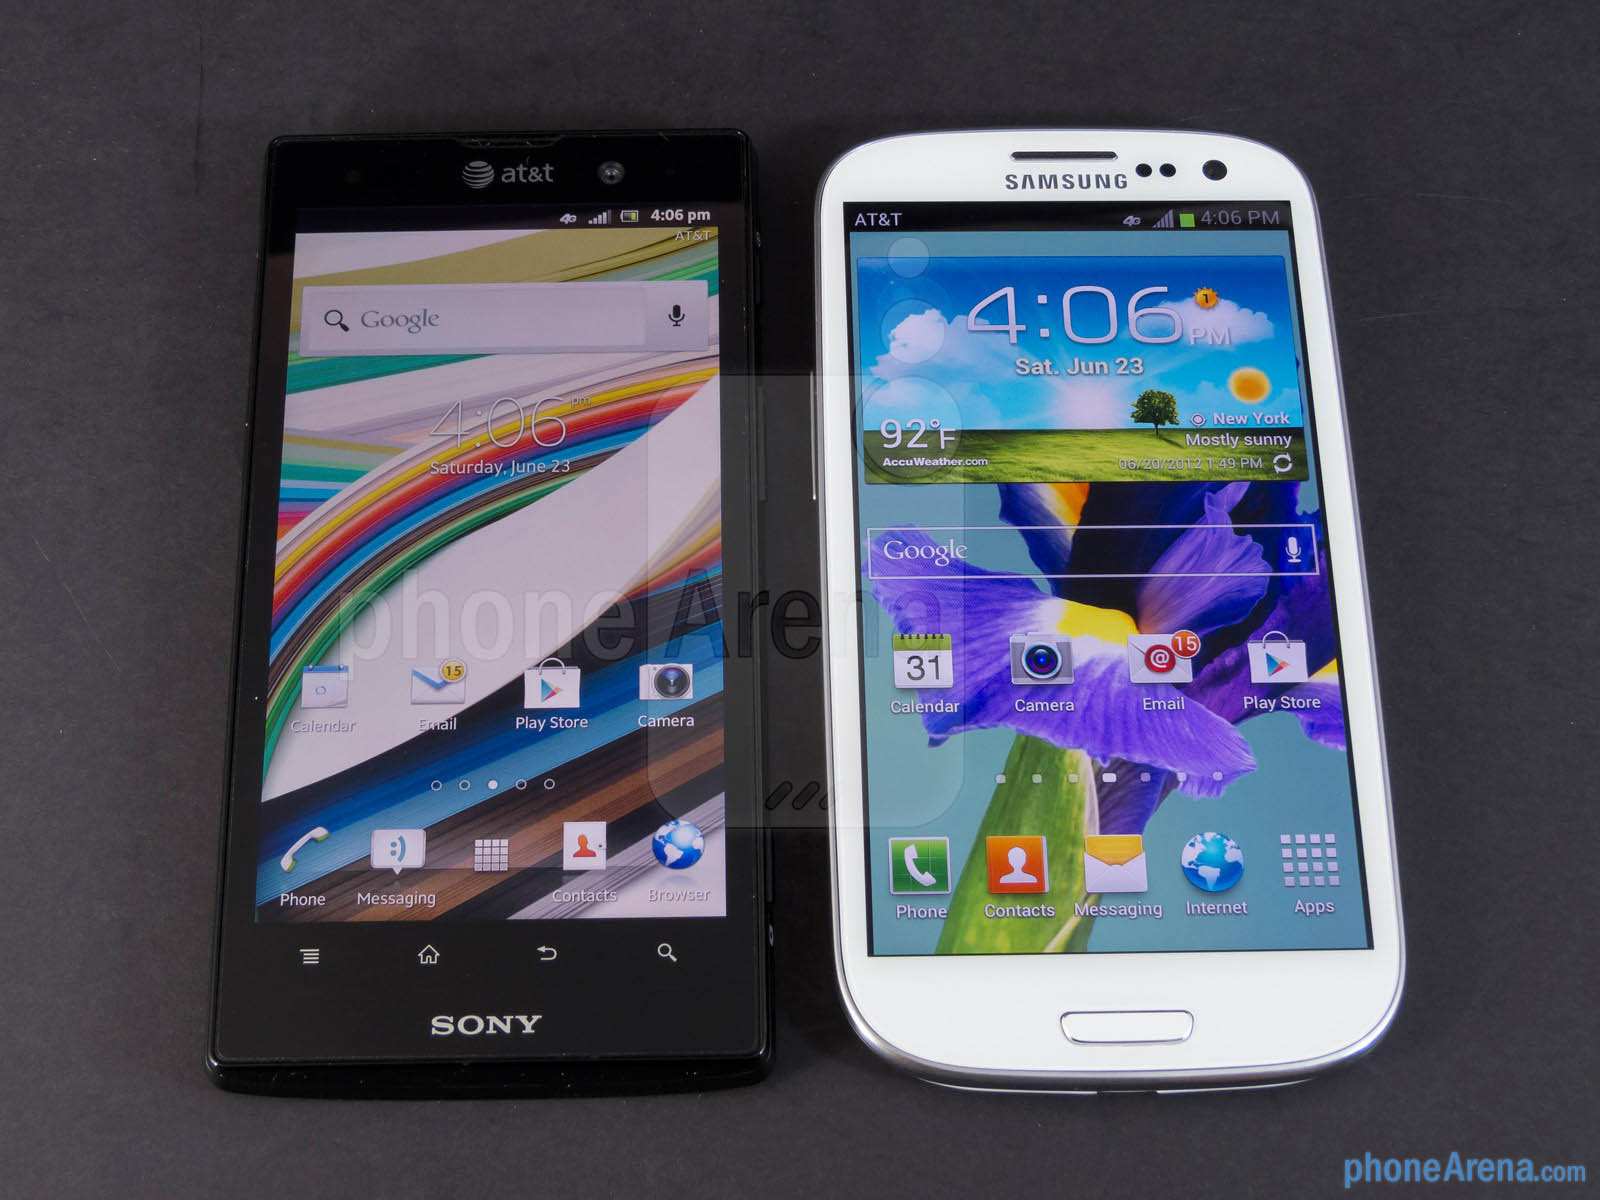 at&t
4G 4:06 pm
AT&T
Google
4:06 pm
Saturday, June 23
15
Calendar Email Play Store Camera
Phone Messaging Contacts Browser
SONY
SAMSUNG
AT&T 4G 4:06 PM
4:06 PM
1
Sat. Jun 23
New York
92°F
Mostly sunny
AccuWeather.com
06/20/2012 1:49 PM
Google
31
@ 15
Calendar Camera Email Play Store
Phone Contacts Messaging Internet Apps
phoneArena
phoneArena.com